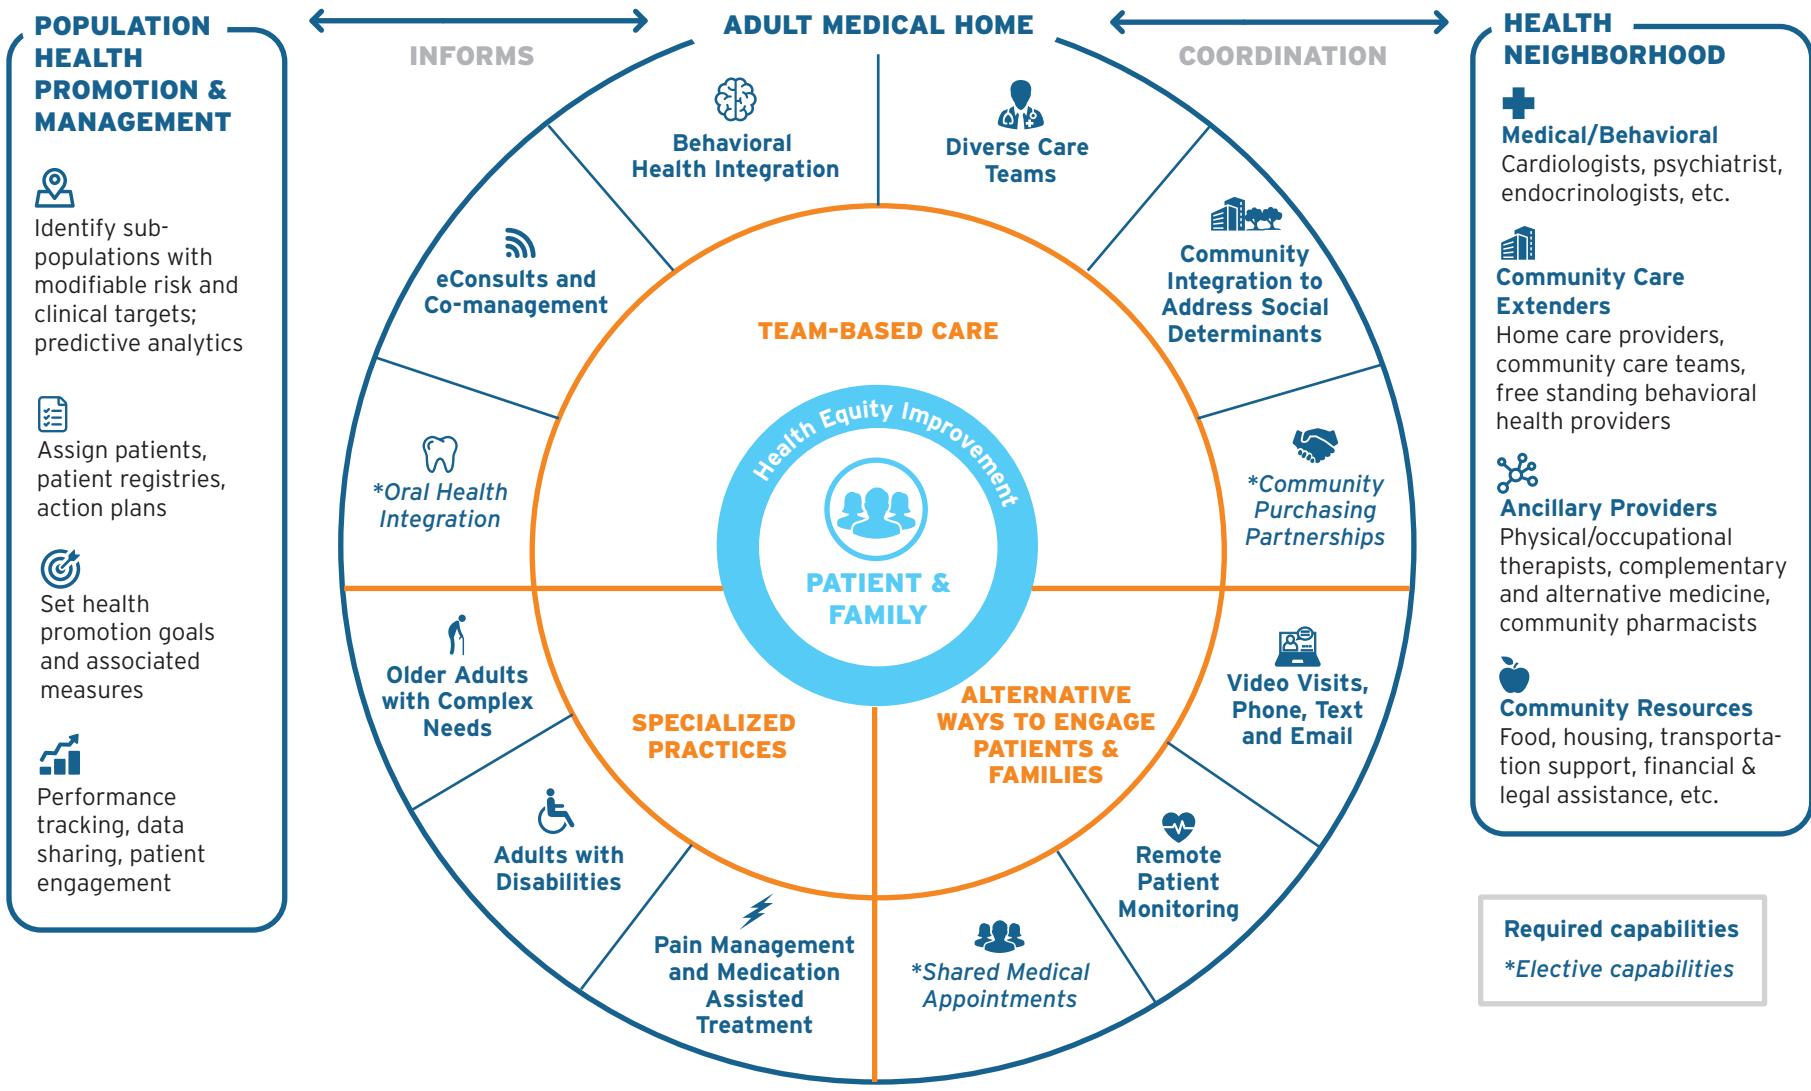 POPULATION
HEALTH
PROMOTION &
MANAGEMENT
Identify sub-
populations with
modifiable risk and
clinical targets;
predictive analytics
Assign patients,
patient registries,
action plans
Set health
promotion goals
and associated
measures
Performance
tracking, data
sharing, patient
engagement
INFORMS
ADULT MEDICAL HOME
COORDINATION
Behavioral
Health Integration
Diverse Care
Teams
eConsults and
Co-management
Community
Integration to
Address Social
Determinants
*Oral Health
Integration
*Community
Purchasing
Partnerships
TEAM-BASED CARE
Health Equity Improvement
PATIENT &
FAMILY
SPECIALIZED
PRACTICES
ALTERNATIVE
WAYS TO ENGAGE
PATIENTS &
FAMILIES
Older Adults
with Complex
Needs
Adults with
Disabilities
Pain Management
and Medication
Assisted
Treatment
*Shared Medical
Appointments
Remote
Patient
Monitoring
Video Visits,
Phone, Text
and Email
HEALTH
NEIGHBORHOOD
Medical/Behavioral
Cardiologists, psychiatrist,
endocrinologists, etc.
Community Care
Extenders
Home care providers,
community care teams,
free standing behavioral
health providers
Ancillary Providers
Physical/occupational
therapists, complementary
and alternative medicine,
community pharmacists
Community Resources
Food, housing, transporta-
tion support, financial &
legal assistance, etc.
Required capabilities
*Elective capabilities